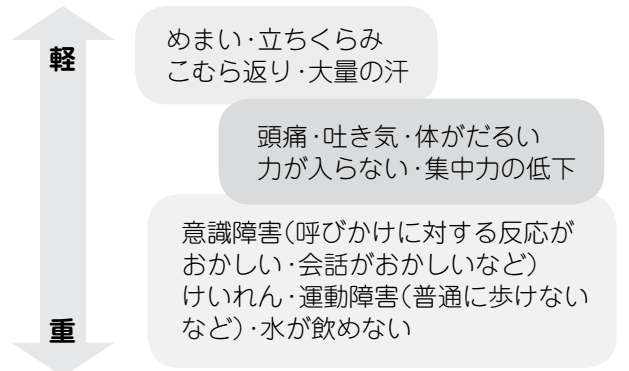 軽
めまい・立ちくらみ
こむら返り・大量の汗
頭痛・吐き気・体がだるい
力が入らない・集中力の低下
意識障害(呼びかけに対する反応が
おかしい・会話がおかしいなど)
けいれん・運動障害(普通に歩けない
など)・水が飲めない
重